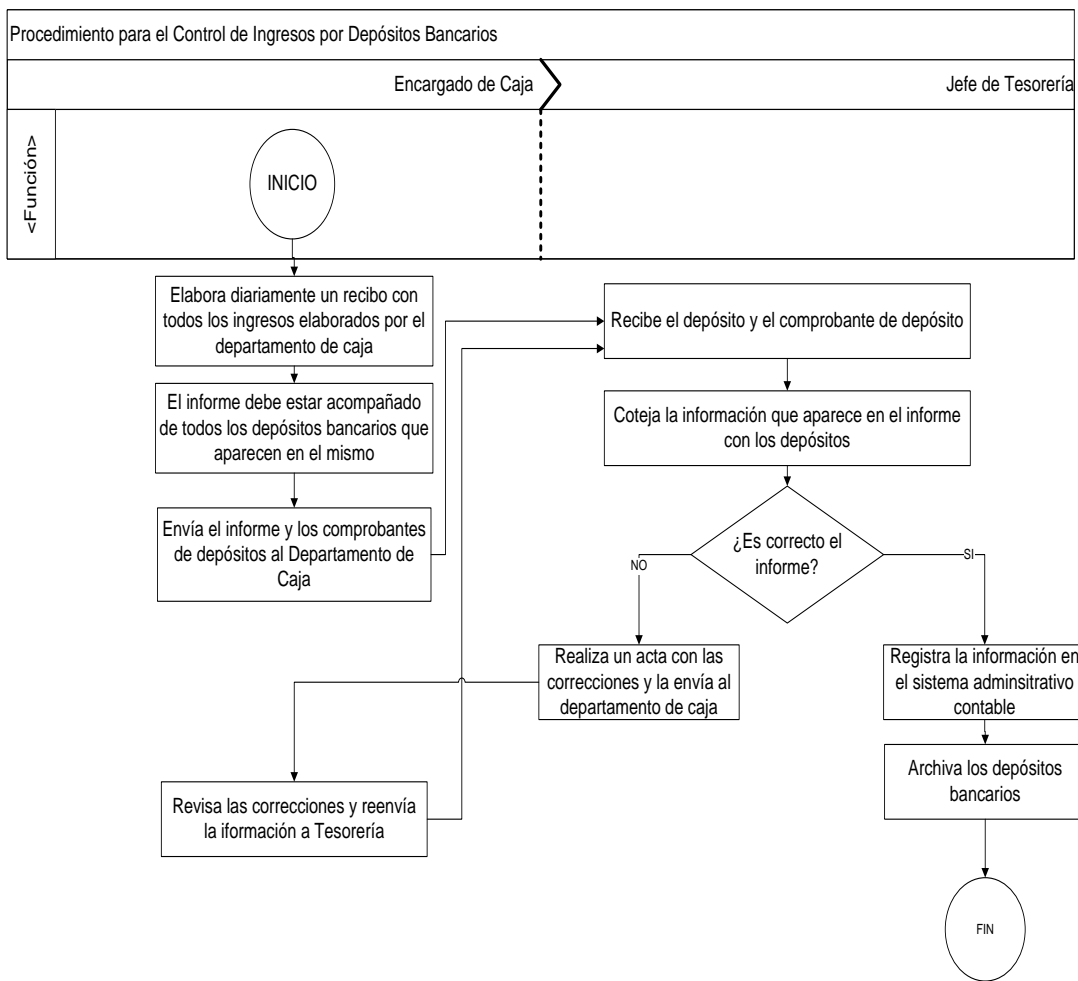 Procedimiento para el Control de Ingresos por Depósitos Bancarios
Encargado de Caja
Jefe de Tesorería
<Función>
INICIO
Elabora diariamente un recibo con
todos los ingresos elaborados por el
departamento de caja
El informe debe estar acompañado
de todos los depósitos bancarios que
aparecen en el mismo
Envía el informe y los comprobantes
de depósitos al Departamento de
Caja
Recibe el depósito y el comprobante de depósito
Coteja la información que aparece en el informe
con los depósitos
¿Es correcto el
informe?
NO
SI
Realiza un acta con las
correcciones y la envía al
departamento de caja
Registra la información en
el sistema adminsitrativo
contable
Revisa las correcciones y reenvía
la iformación a Tesorería
Archiva los depósitos
bancarios
FIN